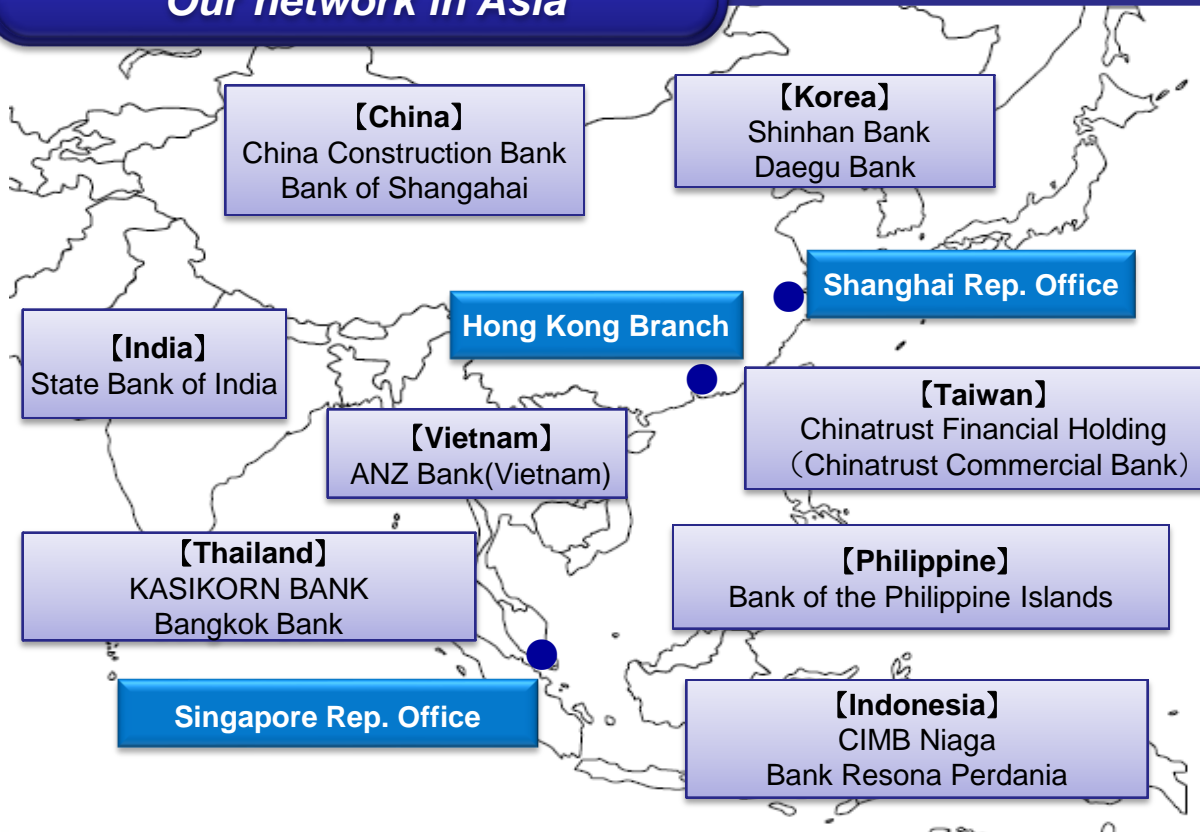 Our network in Asia
【China】
China Construction Bank
Bank of Shangahai
【Korea】
Shinhan Bank
Daegu Bank
Shanghai Rep. Office
Hong Kong Branch
【India】
State Bank of India
【Taiwan】
Chinatrust Financial Holding
（Chinatrust Commercial Bank）
【Vietnam】
ANZ Bank(Vietnam)
【Thailand】
KASIKORN BANK
Bangkok Bank
【Philippine】
Bank of the Philippine Islands
Singapore Rep. Office
【Indonesia】
CIMB Niaga
Bank Resona Perdania